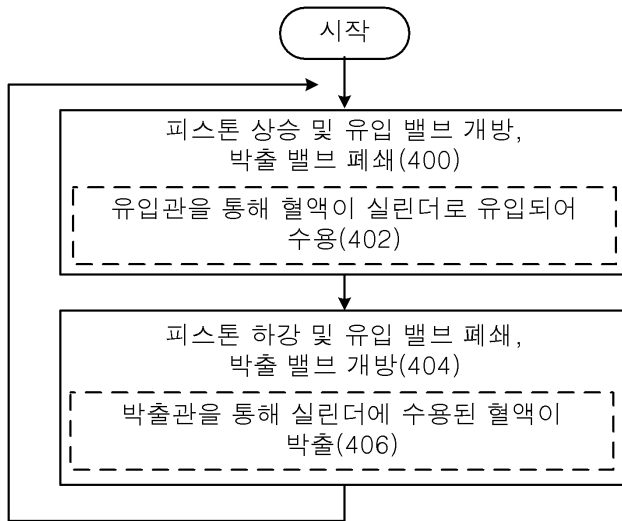 시작
피스톤 상승 및 유입 밸브 개방,
박출 밸브 폐쇄(400)
유입관을 통해 혈액이 실린더로 유입되어
수용(402)
피스톤 하강 및 유입 밸브 폐쇄,
박출 밸브 개방(404)
박출관을 통해 실린더에 수용된 혈액이
박출(406)